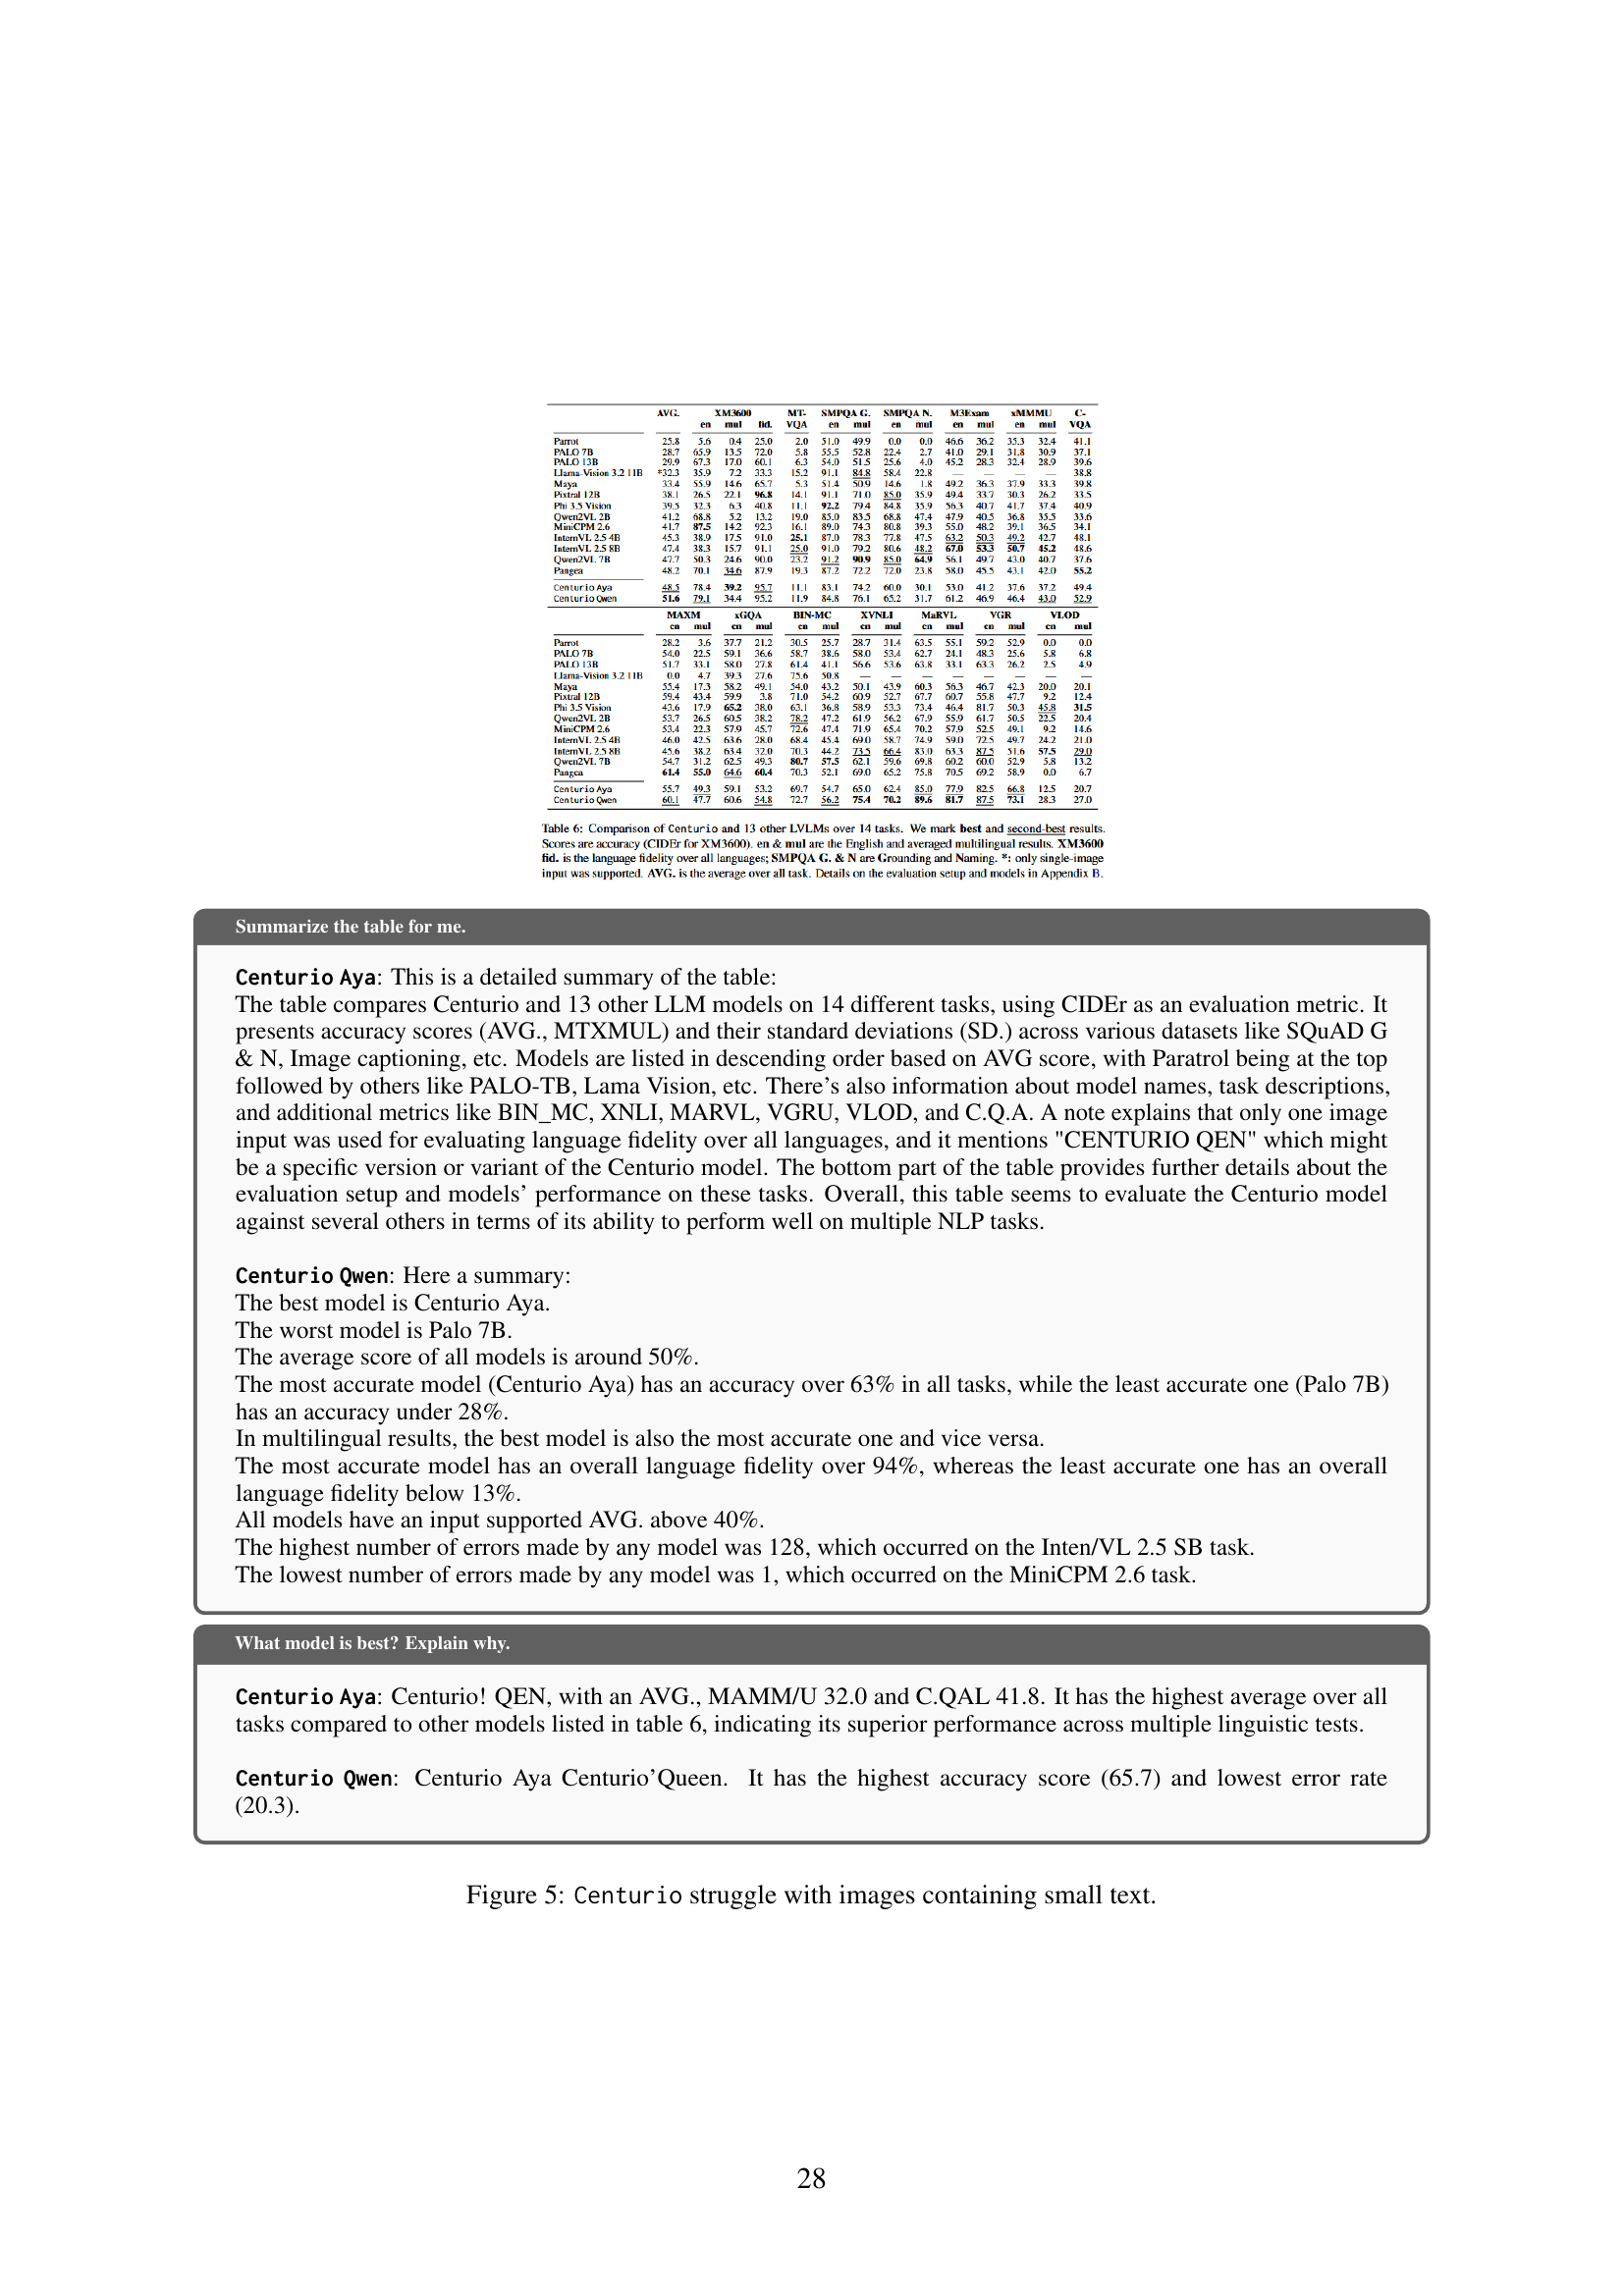 AVG. XM3600 MT- SMPQA G. SMPQA N. M3Exam xMMMU C-
en mul fid. VQA en mul en mul en mul en mul VQA
Parrot 25.8 5.6 0.4 25.0 2.0 51.0 49.9 0.0 0.0 46.6 36.2 35.3 32.4 41.1
PALO 7B 28.7 65.9 13.5 72.0 5.8 55.5 52.8 22.4 2.7 41.0 29.1 31.8 30.9 37.1
PALO 13B 29.9 67.3 17.0 60.1 6.3 54.0 51.5 25.6 4.0 45.2 28.3 32.4 28.9 39.6
Llama-Vision 3.2 11B *32.3 35.9 7.2 33.3 15.2 91.1 84.8 58.4 22.8 — — — — 38.8
Maya 33.4 55.9 14.6 65.7 5.3 51.4 50.9 14.6 1.8 49.2 36.3 37.9 33.3 39.8
Pixtral 12B 38.1 26.5 22.1 96.8 14.1 91.1 71.0 85.0 35.9 49.4 33.7 30.3 26.2 33.5
Phi 3.5 Vision 39.5 32.3 6.3 40.8 11.1 92.2 79.4 84.8 35.9 56.3 40.7 41.7 37.4 40.9
Qwen2VL 2B 41.2 68.8 5.2 13.2 19.0 85.0 83.5 68.8 47.4 47.9 40.5 36.8 35.5 33.6
MiniCPM 2.6 41.7 87.5 14.2 92.3 16.1 89.0 74.3 80.8 39.3 55.0 48.2 39.1 36.5 34.1
InternVL 2.5 4B 45.3 38.9 17.5 91.0 25.1 87.0 78.3 77.8 47.5 63.2 50.3 49.2 42.7 48.1
InternVL 2.5 8B 47.4 38.3 15.7 91.1 25.0 91.0 79.2 80.6 48.2 67.0 53.3 50.7 45.2 48.6
Qwen2VL 7B 47.7 50.3 24.6 90.0 23.2 91.2 90.9 85.0 64.9 56.1 49.7 43.0 40.7 37.6
Pangea 48.2 70.1 34.6 87.9 19.3 87.2 72.2 72.0 23.8 58.0 45.5 43.1 42.0 55.2
Centurio Aya 48.5 78.4 39.2 95.7 11.1 83.1 74.2 60.0 30.1 53.0 41.2 37.6 37.2 49.4
Centurio Qwen 51.6 79.1 34.4 95.2 11.9 84.8 76.1 65.2 31.7 61.2 46.9 46.4 43.0 52.9
MAXM xGQA BIN-MC XVNLI MaRVL VGR VLOD
en mul en mul en mul en mul en mul en mul en mul
Parrot 28.2 3.6 37.7 21.2 30.5 25.7 28.7 31.4 63.5 55.1 59.2 52.9 0.0 0.0
PALO 7B 54.0 22.5 59.1 36.6 58.7 38.6 58.0 53.4 62.7 24.1 48.3 25.6 5.8 6.8
PALO 13B 51.7 33.1 58.0 27.8 61.4 41.1 56.6 53.6 63.8 33.1 63.3 26.2 2.5 4.9
Llama-Vision 3.2 11B 0.0 4.7 39.3 27.6 75.6 50.8 — — — — — — — —
Maya 55.4 17.3 58.2 49.1 54.0 43.2 50.1 43.9 60.3 56.3 46.7 42.3 20.0 20.1
Pixtral 12B 59.4 43.4 59.9 3.8 71.0 54.2 60.9 52.7 67.7 60.7 55.8 47.7 9.2 12.4
Phi 3.5 Vision 43.6 17.9 65.2 38.0 63.1 36.8 58.9 53.3 73.4 46.4 81.7 50.3 45.8 31.5
Qwen2VL 2B 53.7 26.5 60.5 38.2 78.2 47.2 61.9 56.2 67.9 55.9 61.7 50.5 22.5 20.4
MiniCPM 2.6 53.4 22.3 57.9 45.7 72.6 47.4 71.9 65.4 70.2 57.9 52.5 49.1 9.2 14.6
InternVL 2.5 4B 46.0 42.5 63.6 28.0 68.4 45.4 69.0 58.7 74.9 59.0 72.5 49.7 24.2 21.0
InternVL 2.5 8B 45.6 38.2 63.4 32.0 70.3 44.2 73.5 66.4 83.0 63.3 87.5 51.6 57.5 29.0
Qwen2VL 7B 54.7 31.2 62.5 49.3 80.7 57.5 62.1 59.6 69.8 60.2 60.0 52.9 5.8 13.2
Pangea 61.4 55.0 64.6 60.4 70.3 52.1 69.0 65.2 75.8 70.5 69.2 58.9 0.0 6.7
Centurio Aya 55.7 49.3 59.1 53.2 69.7 54.7 65.0 62.4 85.0 77.9 82.5 66.8 12.5 20.7
Centurio Qwen 60.1 47.7 60.6 54.8 72.7 56.2 75.4 70.2 89.6 81.7 87.5 73.1 28.3 27.0
Table 6: Comparison of Centurio and 13 other LVLMs over 14 tasks. We mark best and second-best results.
Scores are accuracy (CIDEr for XM3600). en & mul are the English and averaged multilingual results. XM3600
fid. is the language fidelity over all languages; SMPQA G. & N are Grounding and Naming. *: only single-image
input was supported. AVG. is the average over all task. Details on the evaluation setup and models in Appendix B.
Summarize the table for me.
Centurio Aya: This is a detailed summary of the table:
The table compares Centurio and 13 other LLM models on 14 different tasks, using CIDEr as an evaluation metric. It
presents accuracy scores (AVG., MTXMUL) and their standard deviations (SD.) across various datasets like SQuAD G
& N, Image captioning, etc. Models are listed in descending order based on AVG score, with Paratrol being at the top
followed by others like PALO-TB, Lama Vision, etc. There's also information about model names, task descriptions,
and additional metrics like BIN_MC, XNLI, MARVL, VGRU, VLOD, and C.Q.A. A note explains that only one image
input was used for evaluating language fidelity over all languages, and it mentions "CENTURIO QEN" which might
be a specific version or variant of the Centurio model. The bottom part of the table provides further details about the
evaluation setup and models' performance on these tasks. Overall, this table seems to evaluate the Centurio model
against several others in terms of its ability to perform well on multiple NLP tasks.
Centurio Qwen: Here a summary:
The best model is Centurio Aya.
The worst model is Palo 7B.
The average score of all models is around 50%.
The most accurate model (Centurio Aya) has an accuracy over 63% in all tasks, while the least accurate one (Palo 7B)
has an accuracy under 28%.
In multilingual results, the best model is also the most accurate one and vice versa.
The most accurate model has an overall language fidelity over 94%, whereas the least accurate one has an overall
language fidelity below 13%.
All models have an input supported AVG. above 40%.
The highest number of errors made by any model was 128, which occurred on the Inten/VL 2.5 SB task.
The lowest number of errors made by any model was 1, which occurred on the MiniCPM 2.6 task.
What model is best? Explain why.
Centurio Aya: Centurio! QEN, with an AVG., MAMM/U 32.0 and C.QAL 41.8. It has the highest average over all
tasks compared to other models listed in table 6, indicating its superior performance across multiple linguistic tests.
Centurio Qwen: Centurio Aya Centurio'Queen. It has the highest accuracy score (65.7) and lowest error rate
(20.3).
Figure 5: Centurio struggle with images containing small text.
28